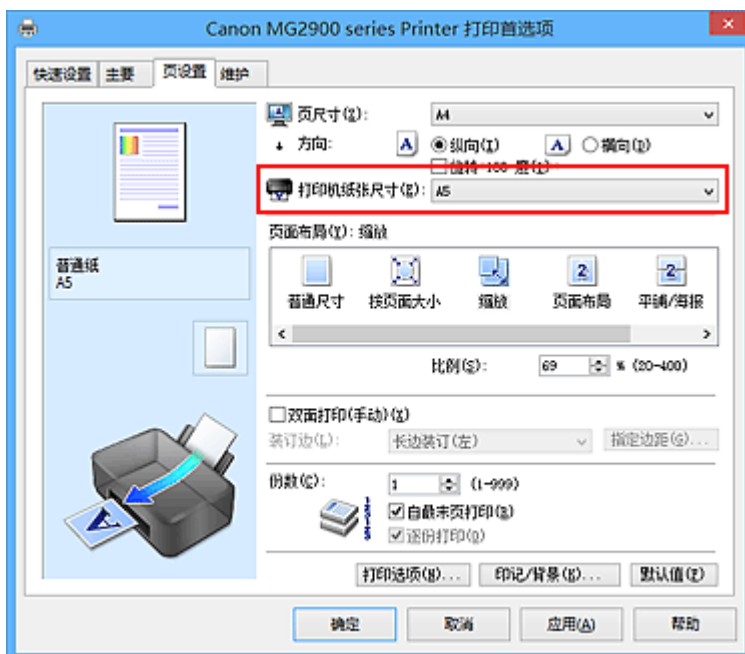 Canon MG2900 series Printer 打印首选项
快速设置 主要 页设置 维护
页尺寸(Z): A4
方向: A 纵向(I) A 横向(D)
打印机纸张尺寸(E): A5
页面布局(Y): 缩放
普通纸
A5
普通尺寸 按页面大小 缩放 页面布局 平铺/海报
比例(S): 69 % (20-400)
双面打印(手动)(X)
装订边(L): 长边装订(左) 指定边距(G)...
份数(C): 1 (1-999)
自最末页打印(R)
逐份打印(O)
打印选项(N)... 印记/背景(K)... 默认值(F)
确定 取消 应用(A) 帮助